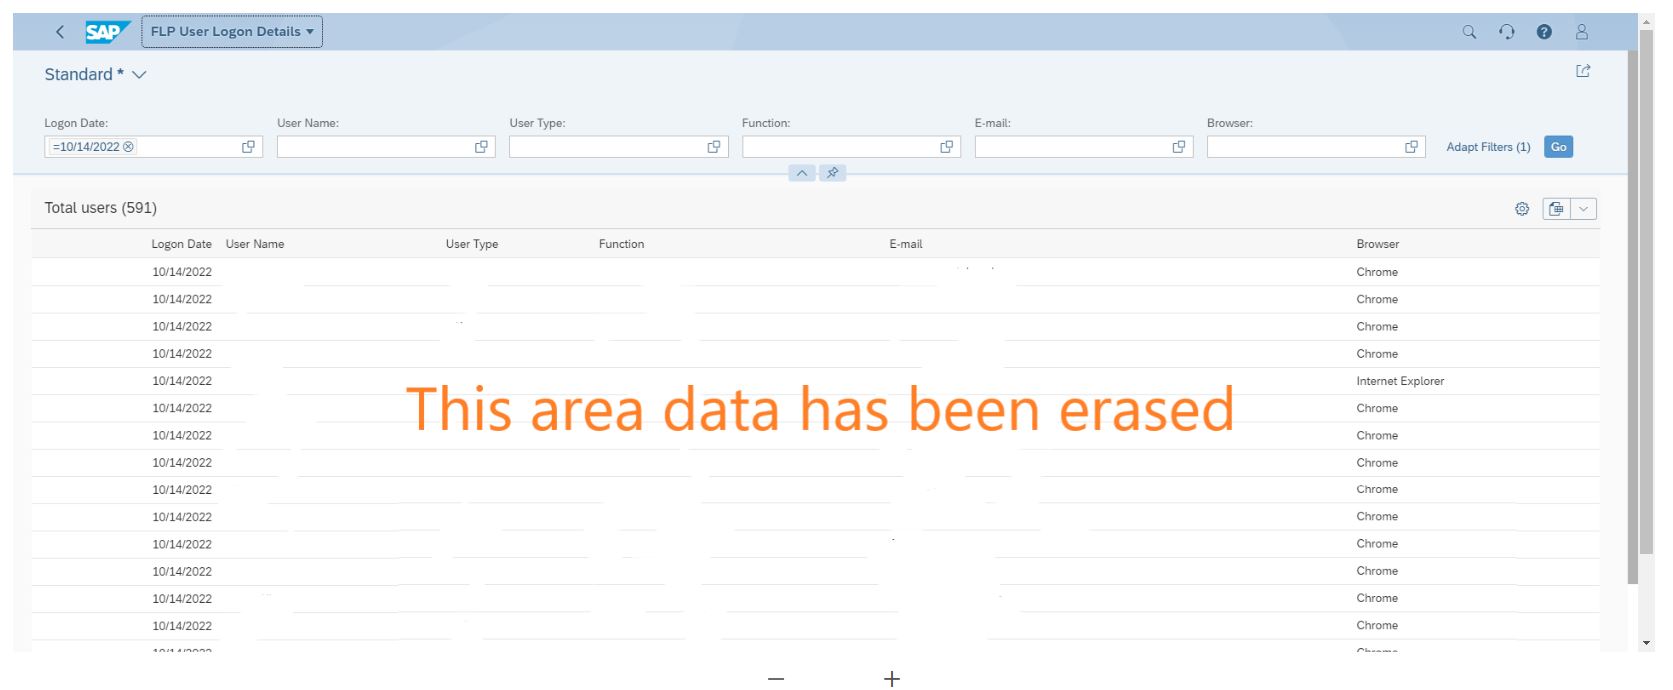 SAP FLP User Logon Details
Standard *
Logon Date: User Name: User Type: Function: E-mail: Browser:
=10/14/2022 Adapt Filters (1) Go
Total users (591)
Logon Date User Name User Type Function E-mail Browser
10/14/2022 Chrome
10/14/2022 Chrome
10/14/2022 Chrome
10/14/2022 Chrome
10/14/2022 Internet Explorer
This area data has been erased
10/14/2022 Chrome
10/14/2022 Chrome
10/14/2022 Chrome
10/14/2022 Chrome
10/14/2022 Chrome
10/14/2022 Chrome
10/14/2022 Chrome
10/14/2022 Chrome
10/14/2022 Chrome
10/14/2022 Chrome